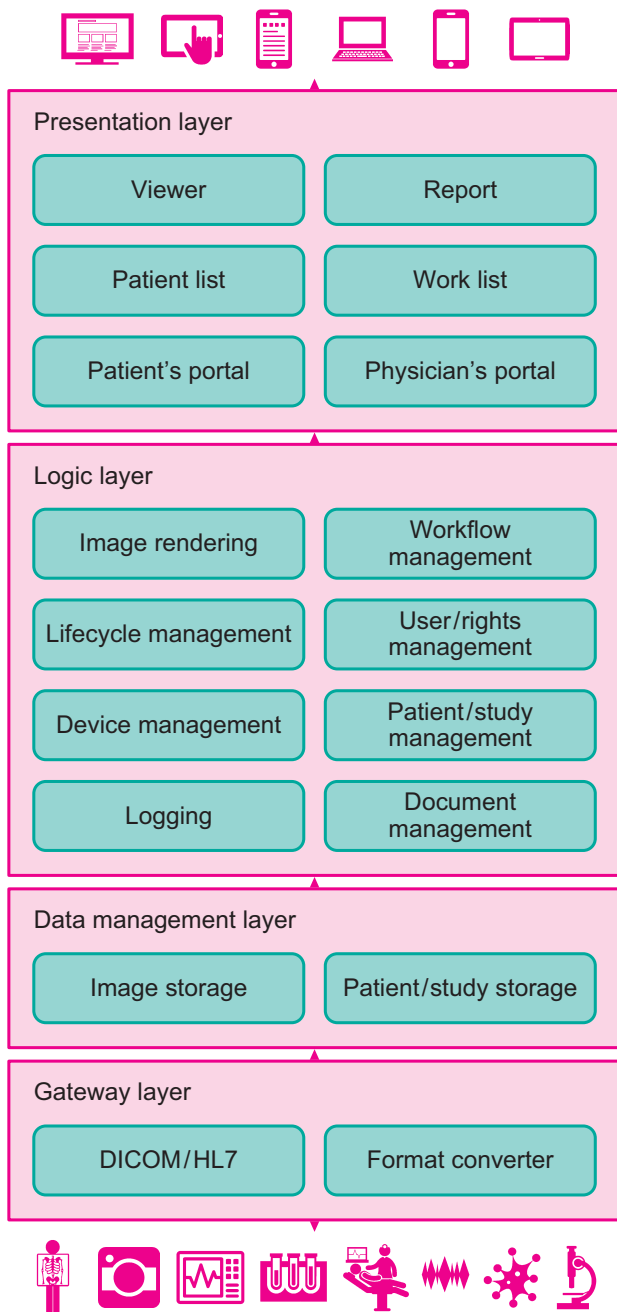 Presentation layer
Viewer
Report
Patient list
Work list
Patient’s portal
Physician’s portal
Logic layer
Image rendering
Workflow
management
Lifecycle management
User/rights
management
Device management
Patient/study
management
Logging
Document
management
Data management layer
Image storage
Patient/study storage
Gateway layer
DICOM/HL7
Format converter